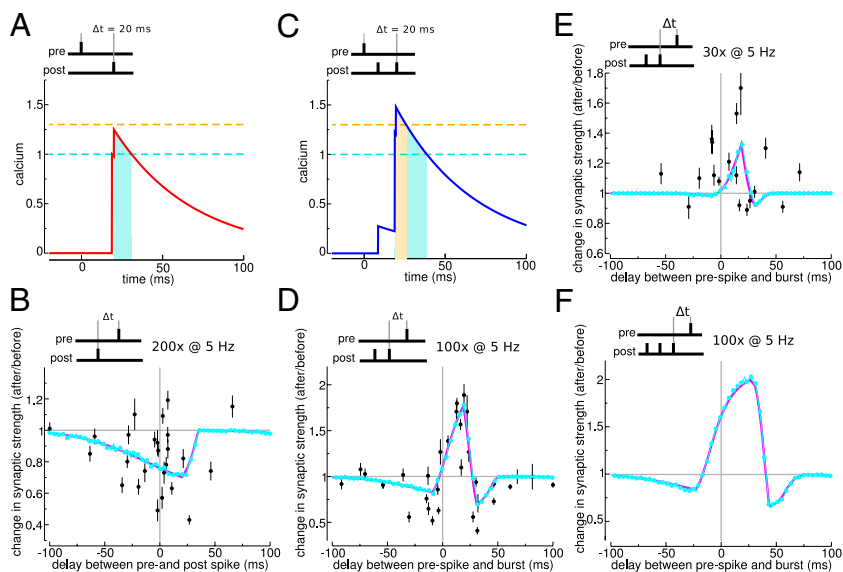 A
Δt = 20 ms
pre
post
1.5
1
0.5
0
calcium
0
50
100
time (ms)
C
Δt = 20 ms
pre
post
1.5
1
0.5
0
calcium
0
50
100
time (ms)
E
Δt
pre
post
30x @ 5 Hz
1.8
1.6
1.4
1.2
1.0
0.8
0.6
change in synaptic strength (after/before)
-100
-50
0
50
100
delay between pre-spike and burst (ms)
B
Δt
pre
post
200x @ 5 Hz
1.2
1
0.8
0.6
0.4
change in synaptic strength (after/before)
-100
-50
0
50
100
delay between pre-and post spike (ms)
D
Δt
pre
post
100x @ 5 Hz
2
1.5
1
0.5
change in synaptic strength (after/before)
-100
-50
0
50
100
delay between pre-spike and burst (ms)
F
Δt
pre
post
100x @ 5 Hz
2
1.5
1
0.5
change in synaptic strength (after/before)
-100
-50
0
50
100
delay between pre-spike and burst (ms)